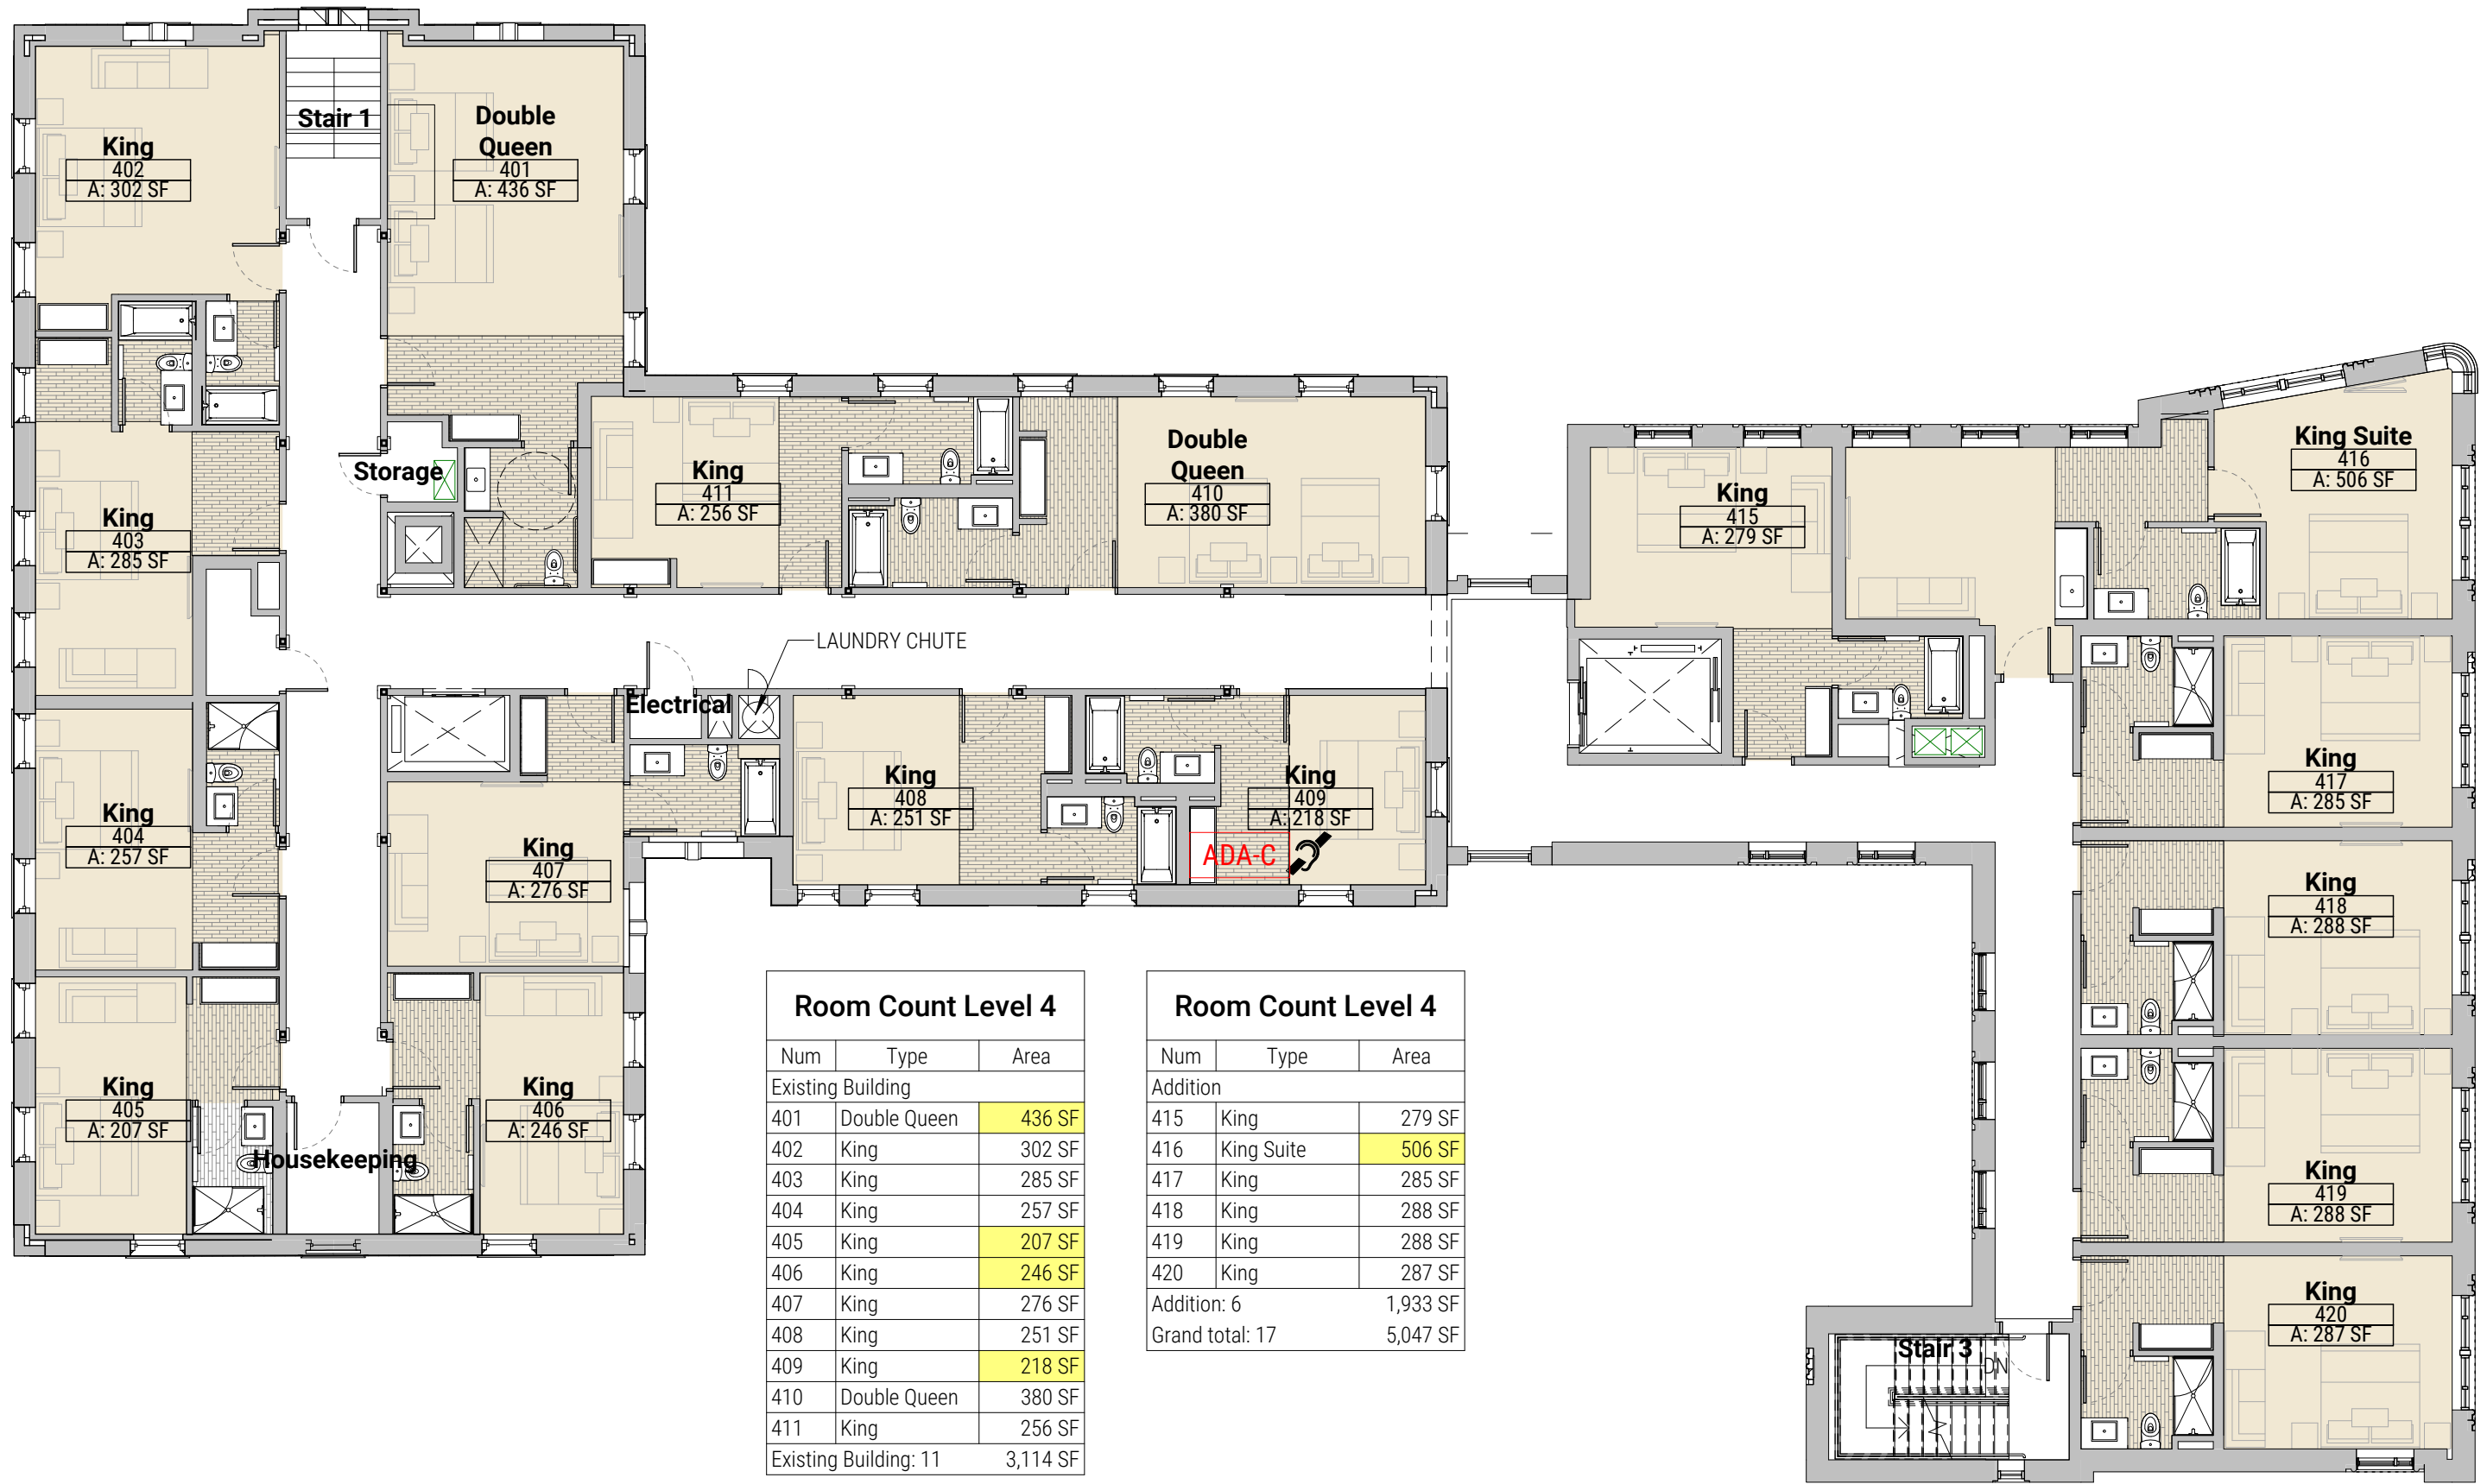 Stair 1
King
402
A: 302 SF
Double
Queen
401
A: 436 SF
Storage
King
403
A: 285 SF
King
411
A: 256 SF
Double
Queen
410
A: 380 SF
King
415
A: 279 SF
King Suite
416
A: 506 SF
LAUNDRY CHUTE
Electrical
King
404
A: 257 SF
King
407
A: 276 SF
King
408
A: 251 SF
King
409
A: 218 SF
ADA-C
King
417
A: 285 SF
King
418
A: 288 SF
King
405
A: 207 SF
Housekeeping
King
406
A: 246 SF
King
419
A: 288 SF
King
420
A: 287 SF
Stair 3
DN
Room Count Level 4
Num Type Area
Existing Building
401 Double Queen 436 SF
402 King 302 SF
403 King 285 SF
404 King 257 SF
405 King 207 SF
406 King 246 SF
407 King 276 SF
408 King 251 SF
409 King 218 SF
410 Double Queen 380 SF
411 King 256 SF
Existing Building: 11 3,114 SF
Room Count Level 4
Num Type Area
Addition
415 King 279 SF
416 King Suite 506 SF
417 King 285 SF
418 King 288 SF
419 King 288 SF
420 King 287 SF
Addition: 6 1,933 SF
Grand total: 17 5,047 SF